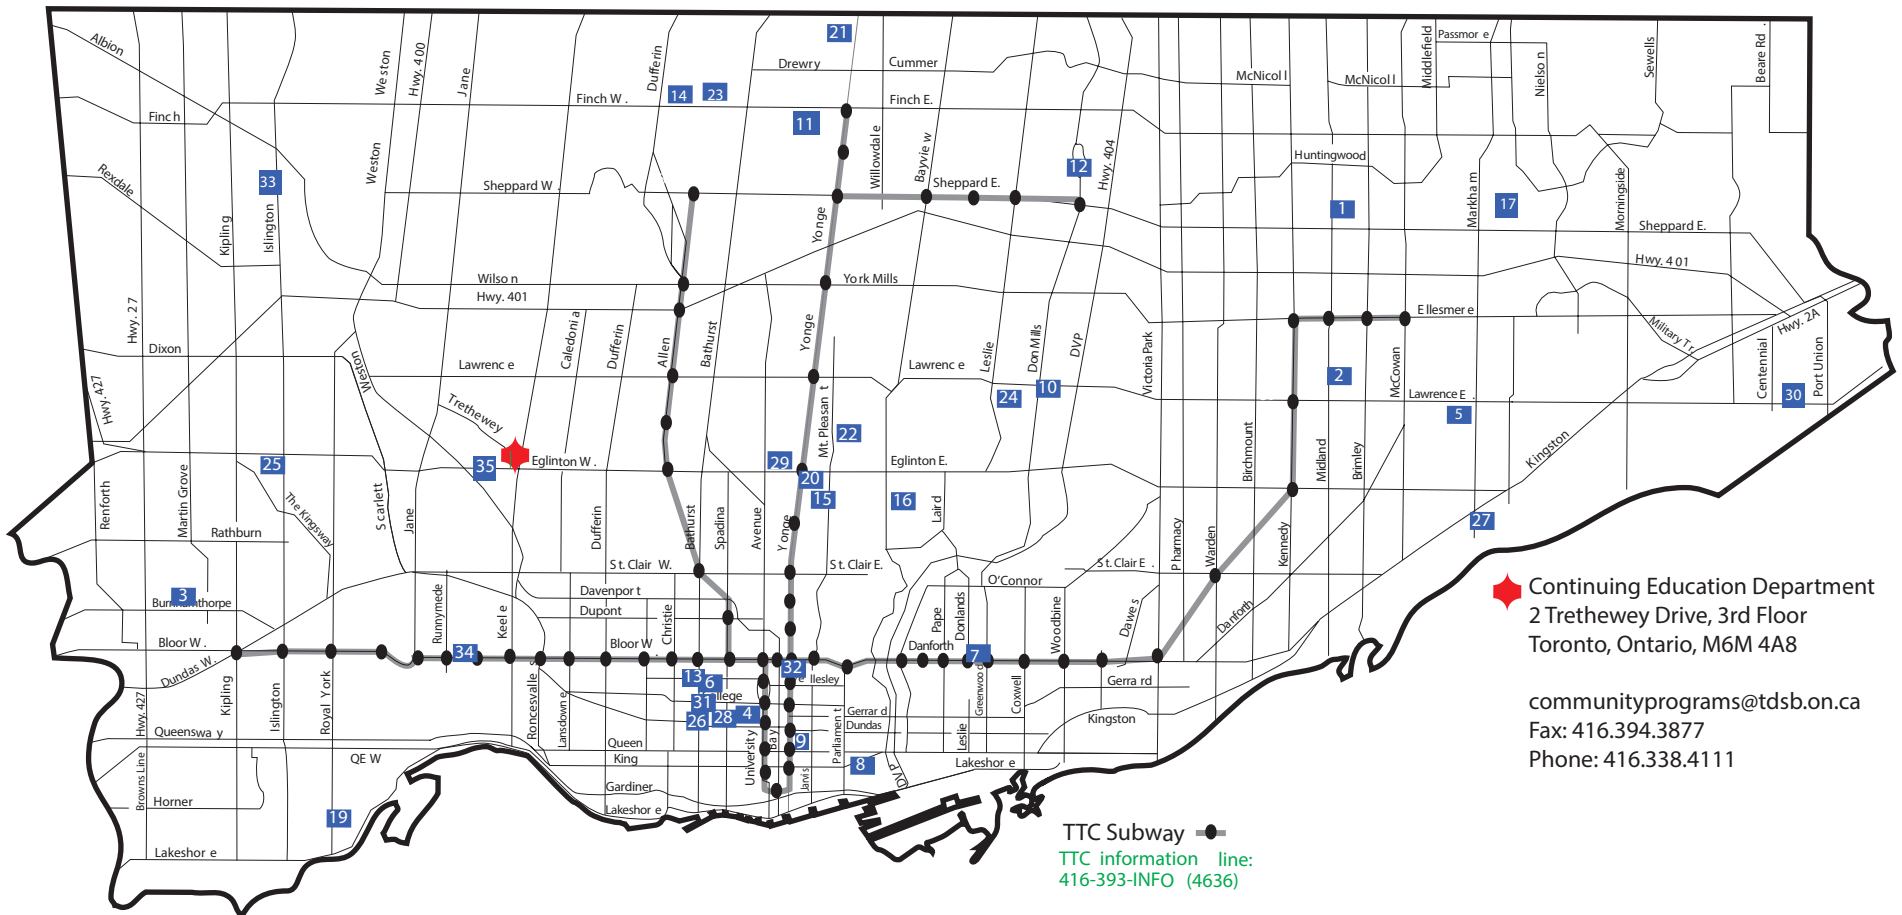 21
Albion
Weston
Hwy. 400
Jane
Dufferin
Drewry
Cummer
McNicoll
McNicoll
Middlefield
Passmore
Nielson
Sewells
Beare Rd.
14
23
Finch
Finch W.
11
Finch E.
Willowdale
Bayview
12
Hwy. 404
Huntingwood
Rexdale
33
Weston
Sheppard W.
Sheppard E.
1
Markham
17
Morningside
Sheppard E.
Kipling
Islington
Yonge
Hwy. 401
Wilson
York Mills
Hwy. 401
Ellesmere
Military Tr.
Hwy. 2A
Hwy. 27
Dixon
Weston
Caledonia
Dufferin
Allen
Bathurst
Yonge
Lawrence
Lawrence
Leslie
Don Mills
DVP
Victoria Park
2
McCowan
Centennial
Port Union
Hwy. 427
Trethewey
Mt. Pleasant
24
10
Lawrence E.
5
30
22
Birchmount
Midland
Brimley
Kingston
25
35
Eglinton W.
29
20
15
Eglinton E.
16
Laird
27
Renforth
Martin Grove
The Kingsway
Scarlett
Jane
Dufferin
Bathurst
Spadina
Avenue
Yonge
Pharmacy
Warden
Kennedy
Rathburn
St. Clair W.
St. Clair E.
St. Clair E.
O'Connor
3
Burnhamthorpe
Runnymede
Keele
Davenport
Dupont
Christie
Pape
Donlands
Woodbine
Dawes
Danforth
Bloor W.
34
Bloor W.
32
Danforth
7
Dundas W.
Kipling
Islington
Royal York
Hwy. 427
Roncesvalles
Lansdowne
13
6
31
26
28
4
Greenwood
Coxwell
Gerrard
Gerrard
Dundas
Kingston
Queensway
QEW
Queen
King
University
Bay
9
Jarvis
Parliament
8
DVP
Leslie
Lakeshore
Browns Line
Horner
19
Gardiner
Lakeshore
Lakeshore
Continuing Education Department
2 Trethewey Drive, 3rd Floor
Toronto, Ontario, M6M 4A8
communityprograms@tdsb.on.ca
Fax: 416.394.3877
Phone: 416.338.4111
TTC Subway
TTC information line:
416-393-INFO (4636)